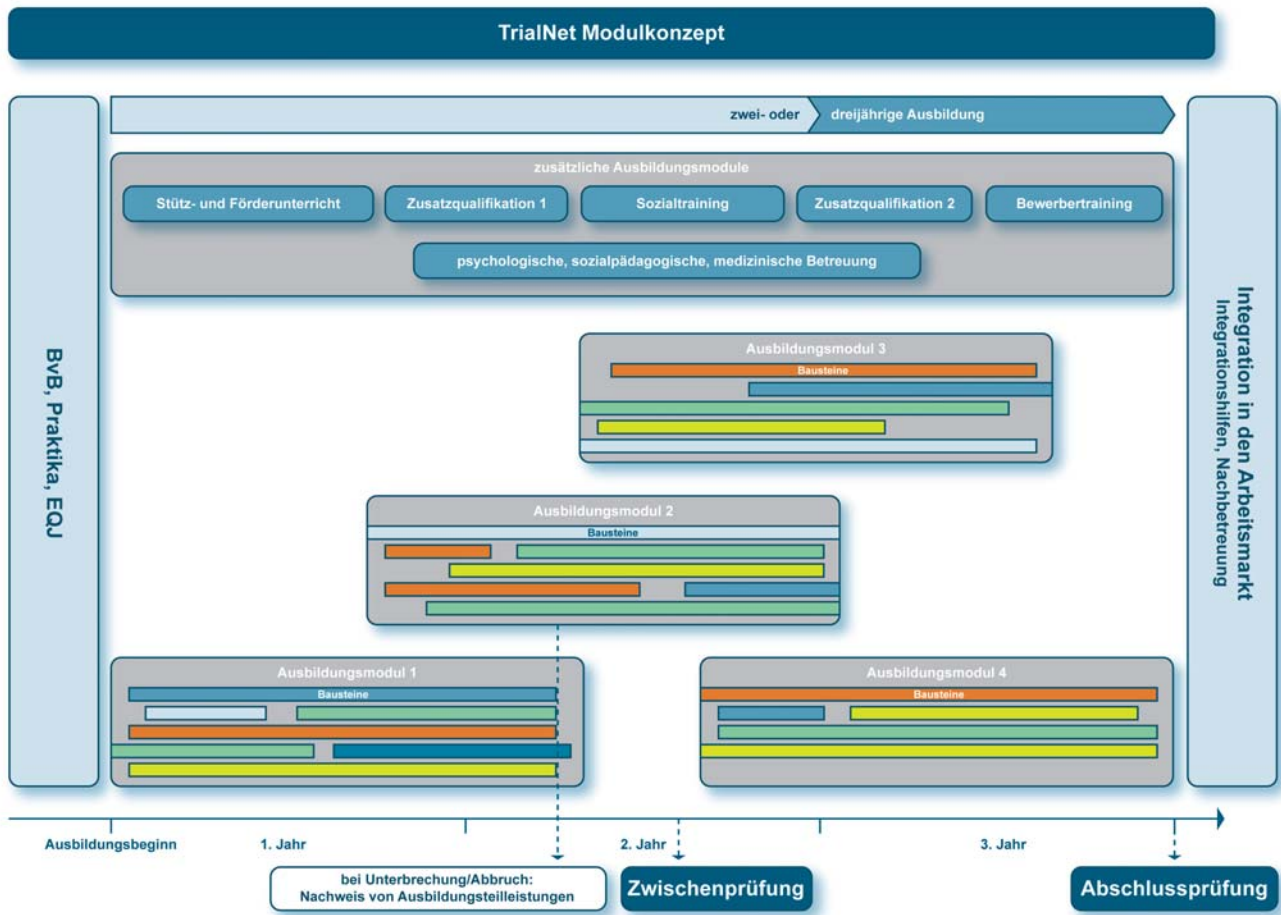 TrialNet Modulkonzept
zwei- oder dreijährige Ausbildung
zusätzliche Ausbildungsmodule
Stütz- und Förderunterricht
Zusatzqualifikation 1
Sozialtraining
Zusatzqualifikation 2
Bewerbertraining
psychologische, sozialpädagogische, medizinische Betreuung
BvB, Praktika, EQJ
Integration in den Arbeitsmarkt
Integrationshilfen, Nachbetreuung
Ausbildungsmodul 3
Bausteine
Ausbildungsmodul 2
Bausteine
Ausbildungsmodul 1
Bausteine
Ausbildungsmodul 4
Bausteine
Ausbildungsbeginn
1. Jahr
2. Jahr
3. Jahr
bei Unterbrechung/Abbruch:
Nachweis von Ausbildungsteilleistungen
Zwischenprüfung
Abschlussprüfung